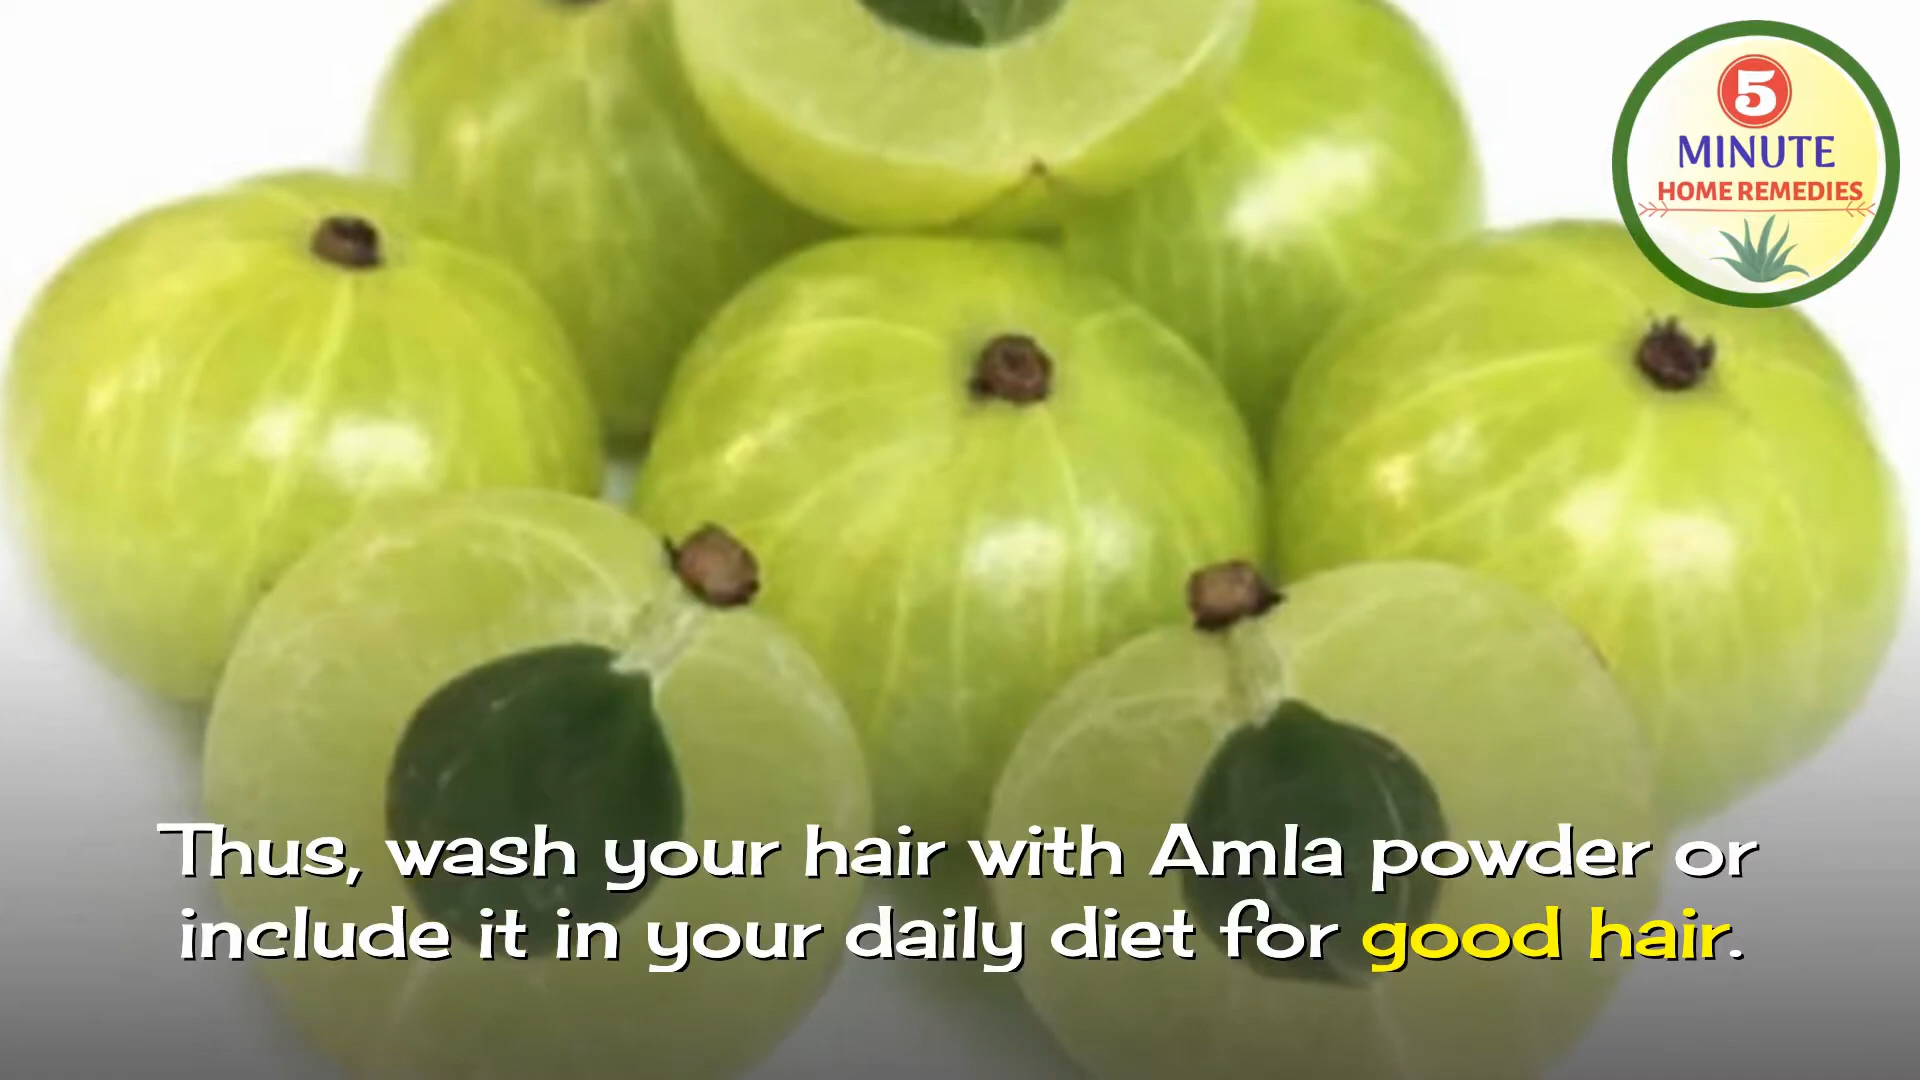 5
MINUTE
HOME REMEDIES
Thus, wash your hair with Amla powder or
include it in your daily diet for good hair.